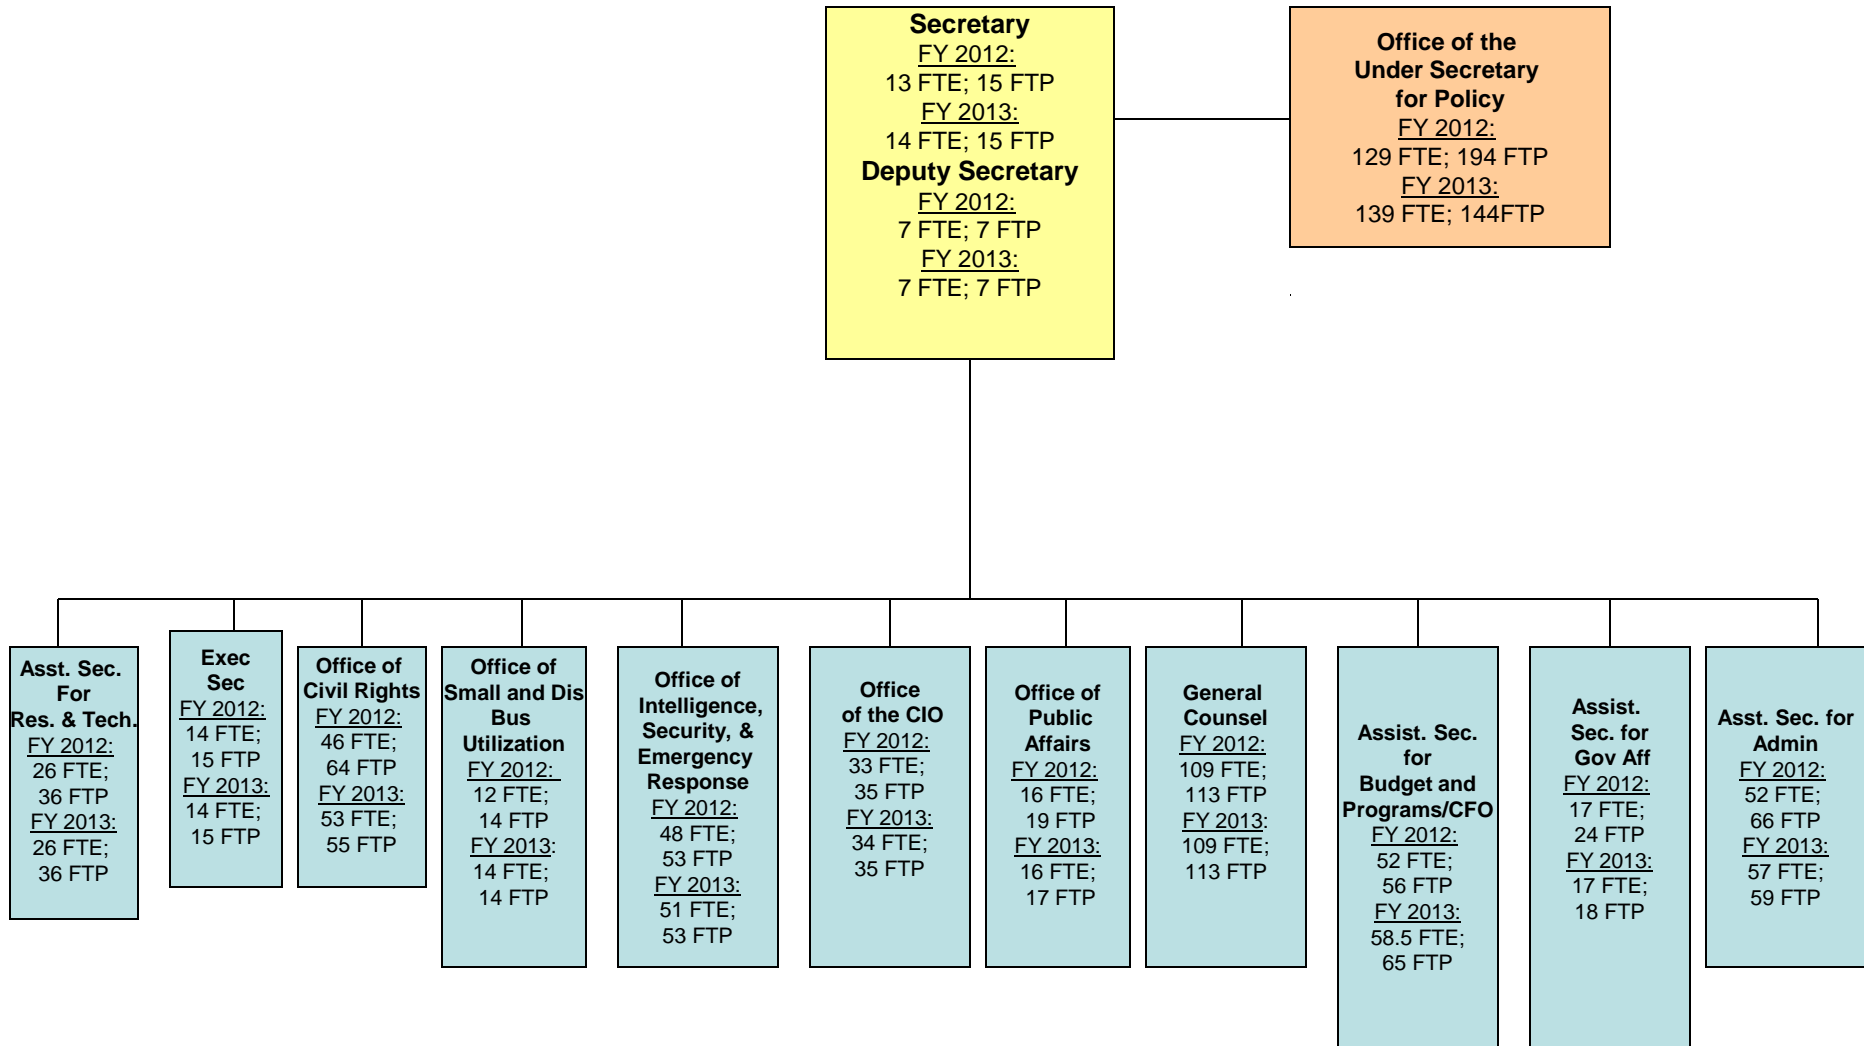 Secretary
FY 2012:
13 FTE; 15 FTP
FY 2013:
14 FTE; 15 FTP
Deputy Secretary
FY 2012:
7 FTE; 7 FTP
FY 2013:
7 FTE; 7 FTP
Office of the
Under Secretary
for Policy
FY 2012:
129 FTE; 194 FTP
FY 2013:
139 FTE; 144FTP
Asst. Sec.
For
Res. & Tech.
FY 2012:
26 FTE;
36 FTP
FY 2013:
26 FTE;
36 FTP
Exec
Sec
FY 2012:
14 FTE;
15 FTP
FY 2013:
14 FTE;
15 FTP
Office of
Civil Rights
FY 2012:
46 FTE;
64 FTP
FY 2013:
53 FTE;
55 FTP
Office of
Small and Dis
Bus
Utilization
FY 2012:
12 FTE;
14 FTP
FY 2013:
14 FTE;
14 FTP
Office of
Intelligence,
Security, &
Emergency
Response
FY 2012:
48 FTE;
53 FTP
FY 2013:
51 FTE;
53 FTP
Office
of the CIO
FY 2012:
33 FTE;
35 FTP
FY 2013:
34 FTE;
35 FTP
Office of
Public
Affairs
FY 2012:
16 FTE;
19 FTP
FY 2013:
16 FTE;
17 FTP
General
Counsel
FY 2012:
109 FTE;
113 FTP
FY 2013:
109 FTE;
113 FTP
Assist. Sec.
for
Budget and
Programs/CFO
FY 2012:
52 FTE;
56 FTP
FY 2013:
58.5 FTE;
65 FTP
Assist.
Sec. for
Gov Aff
FY 2012:
17 FTE;
24 FTP
FY 2013:
17 FTE;
18 FTP
Asst. Sec. for
Admin
FY 2012:
52 FTE;
66 FTP
FY 2013:
57 FTE;
59 FTP